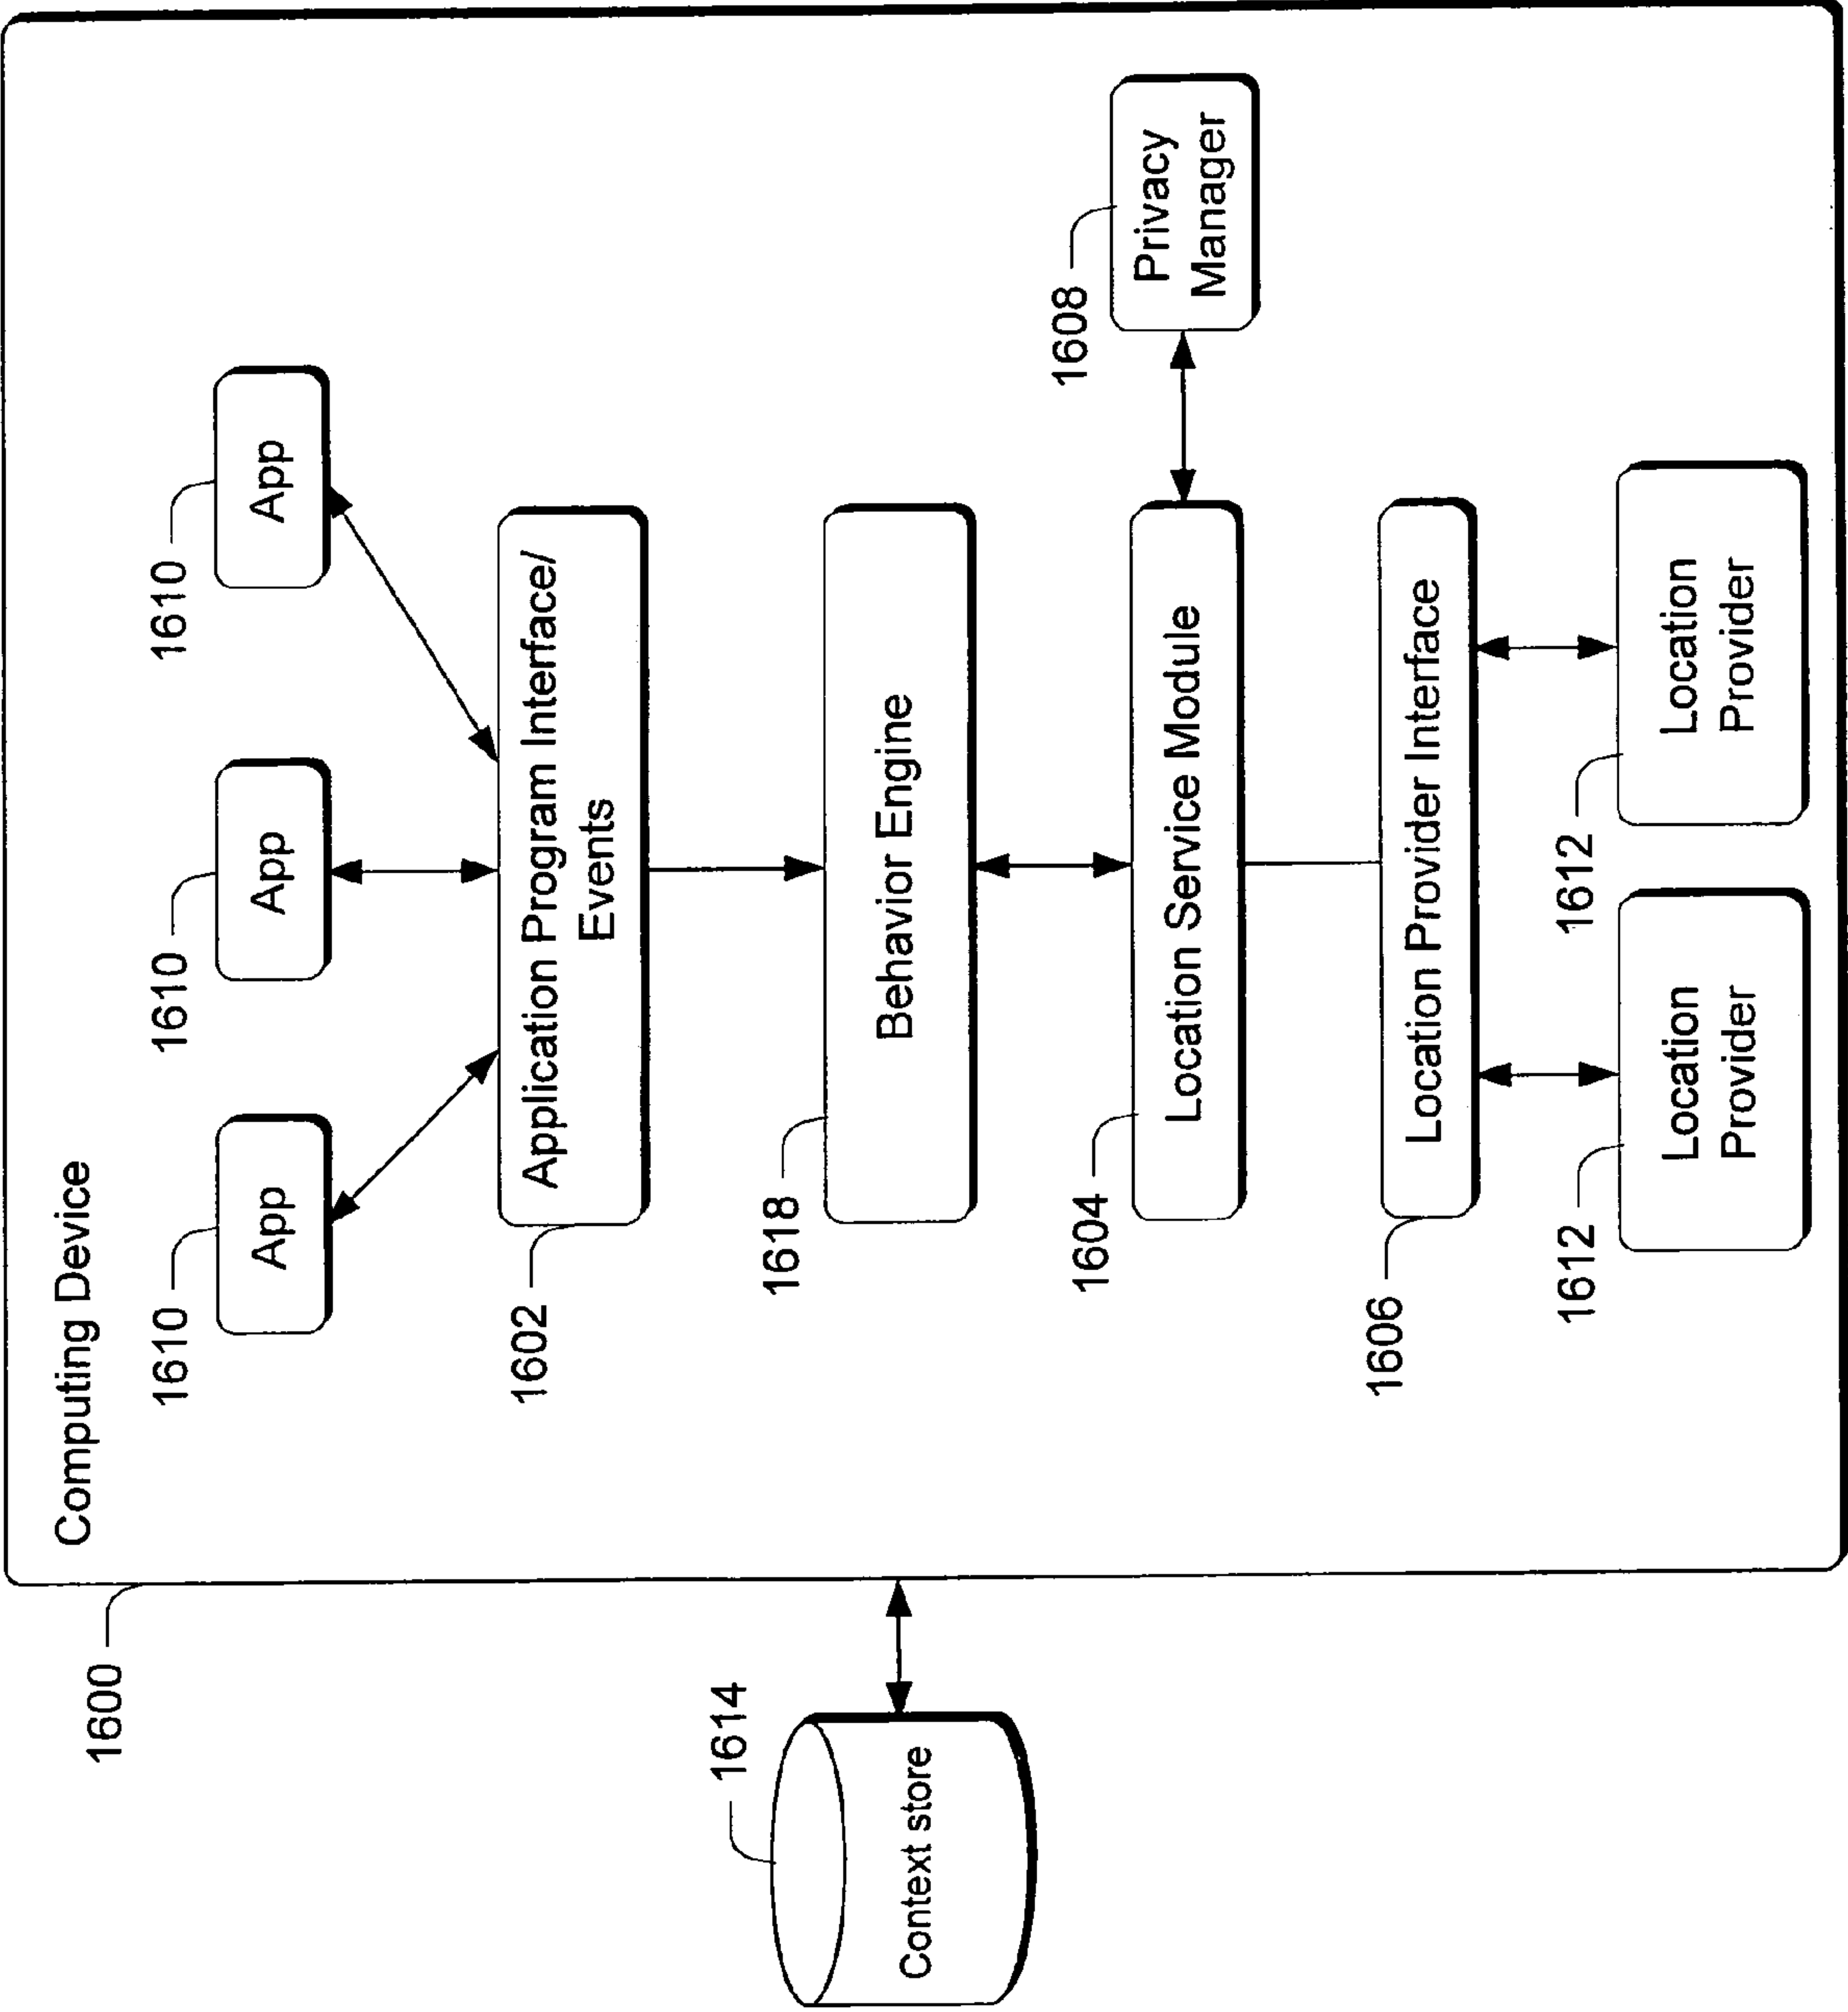 1600
Computing Device
1610
App
1610
App
1610
App
1602
Application Program Interface/
Events
1614
Context store
1618
Behavior Engine
1604
Location Service Module
1608
Privacy
Manager
1606
Location Provider Interface
1612
Location
Provider
1612
Location
Provider